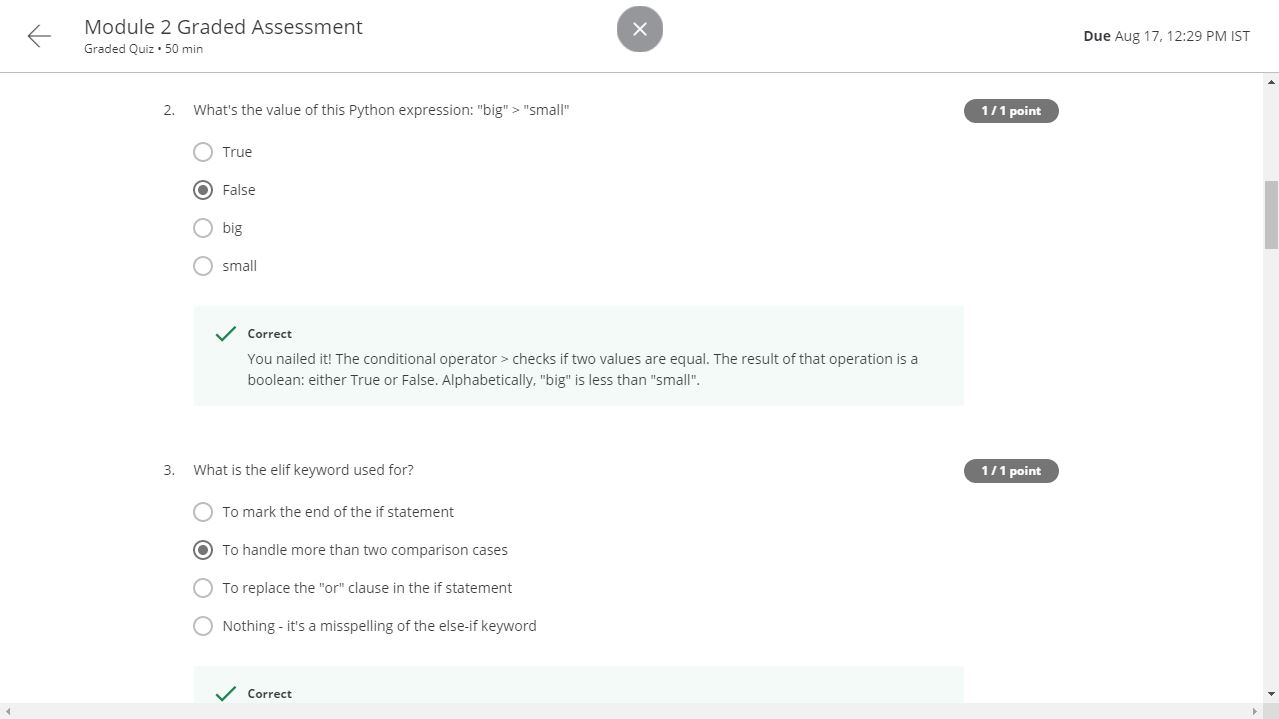 Module 2 Graded Assessment
Graded Quiz • 50 min
Due Aug 17, 12:29 PM IST
2. What's the value of this Python expression: "big" > "small"
1 / 1 point
True
False
big
small
Correct
You nailed it! The conditional operator > checks if two values are equal. The result of that operation is a
boolean: either True or False. Alphabetically, "big" is less than "small".
3. What is the elif keyword used for?
1 / 1 point
To mark the end of the if statement
To handle more than two comparison cases
To replace the "or" clause in the if statement
Nothing - it's a misspelling of the else-if keyword
Correct